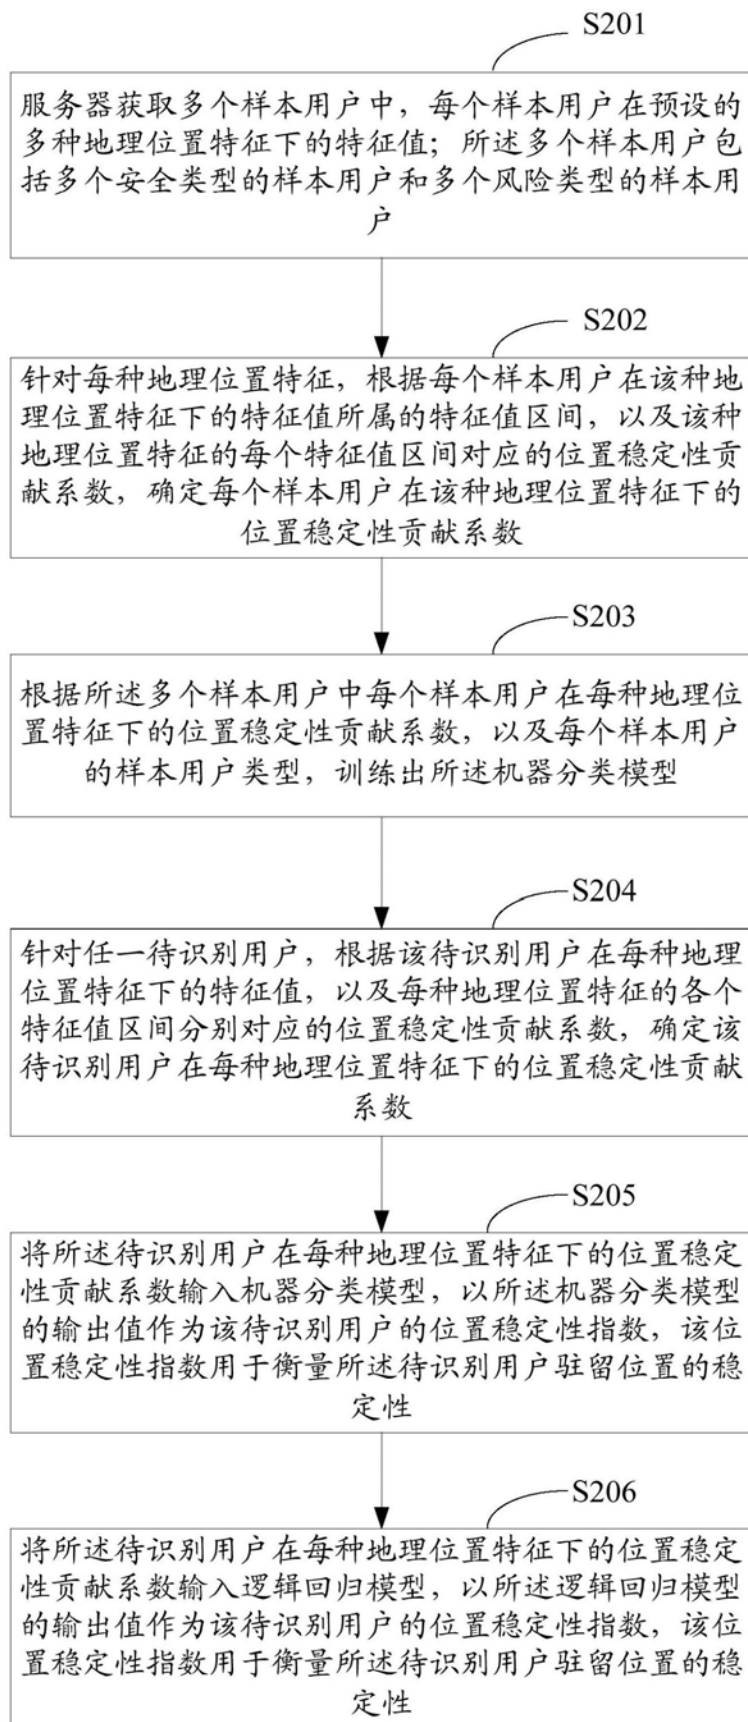 S201
服务器获取多个样本用户中，每个样本用户在预设的
多种地理位置特征下的特征值；所述多个样本用户包
括多个安全类型的样本用户和多个风险类型的样本用
户
S202
针对每种地理位置特征，根据每个样本用户在该种地
理位置特征下的特征值所属的特征值区间，以及该种
地理位置特征的每个特征值区间对应的位置稳定性贡
献系数，确定每个样本用户在该种地理位置特征下的
位置稳定性贡献系数
S203
根据所述多个样本用户中每个样本用户在每种地理位
置特征下的位置稳定性贡献系数，以及每个样本用户
的样本用户类型，训练出所述机器分类模型
S204
针对任一待识别用户，根据该待识别用户在每种地理
位置特征下的特征值，以及每种地理位置特征的各个
特征值区间分别对应的位置稳定性贡献系数，确定该
待识别用户在每种地理位置特征下的位置稳定性贡献
系数
S205
将所述待识别用户在每种地理位置特征下的位置稳定
性贡献系数输入机器分类模型，以所述机器分类模型
的输出值作为该待识别用户的位置稳定性指数，该位
置稳定性指数用于衡量所述待识别用户驻留位置的稳
定性
S206
将所述待识别用户在每种地理位置特征下的位置稳定
性贡献系数输入逻辑回归模型，以所述逻辑回归模型
的输出值作为该待识别用户的位置稳定性指数，该位
置稳定性指数用于衡量所述待识别用户驻留位置的稳
定性